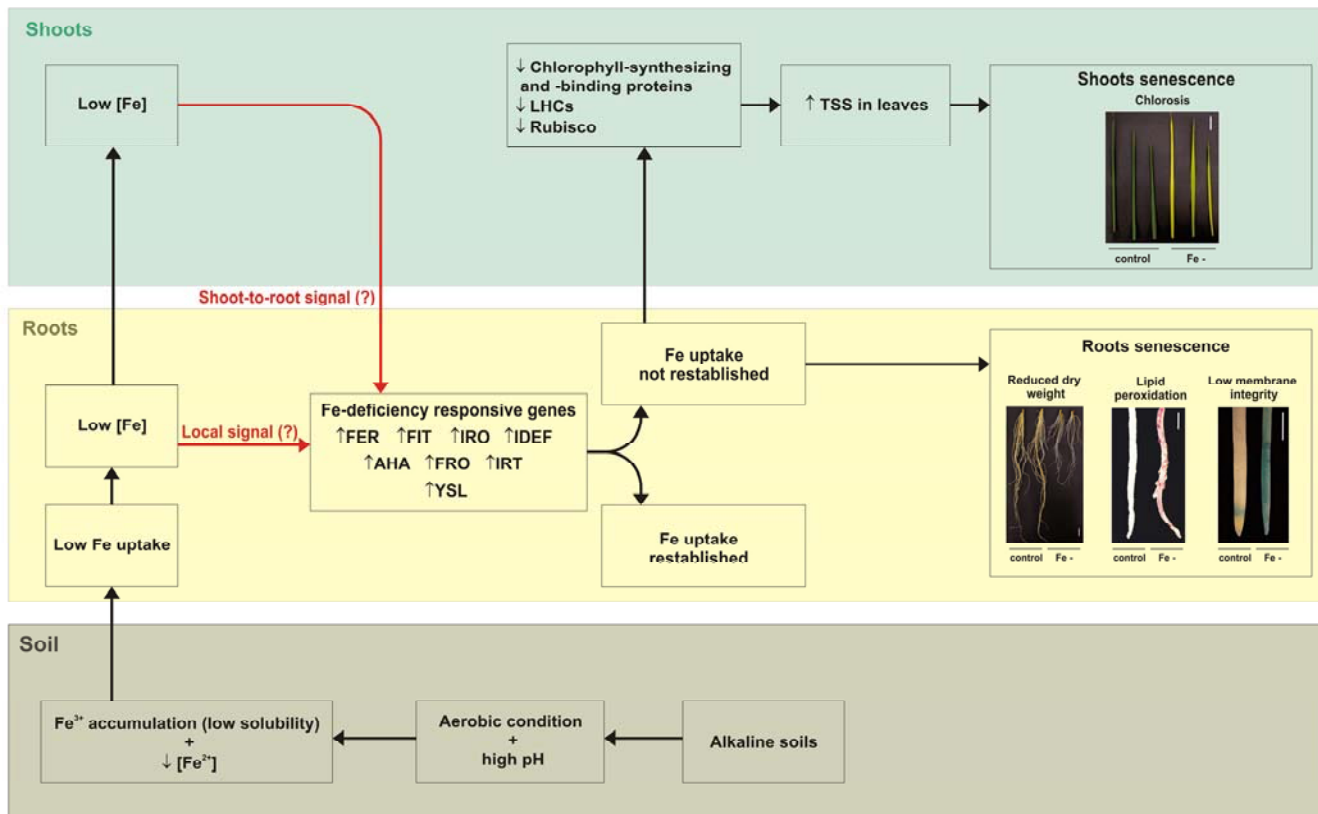 Shoots
Low [Fe]
↓ Chlorophyll-synthesizing
and -binding proteins
↓ LHCs
↓ Rubisco
↑ TSS in leaves
Shoots senescence
Chlorosis
control Fe -
Shoot-to-root signal (?)
Roots
Low [Fe]
Local signal (?)
Low Fe uptake
Fe-deficiency responsive genes
↑FER ↑FIT ↑IRO ↑IDEF
↑AHA ↑FRO ↑IRT
↑YSL
Fe uptake
not restablished
Fe uptake
restablished
Roots senescence
Reduced dry
weight
control Fe -
Lipid
peroxidation
control Fe -
Low membrane
integrity
control Fe -
Soil
Fe³⁺ accumulation (low solubility)
+
↓ [Fe²⁺]
Aerobic condition
+
high pH
Alkaline soils